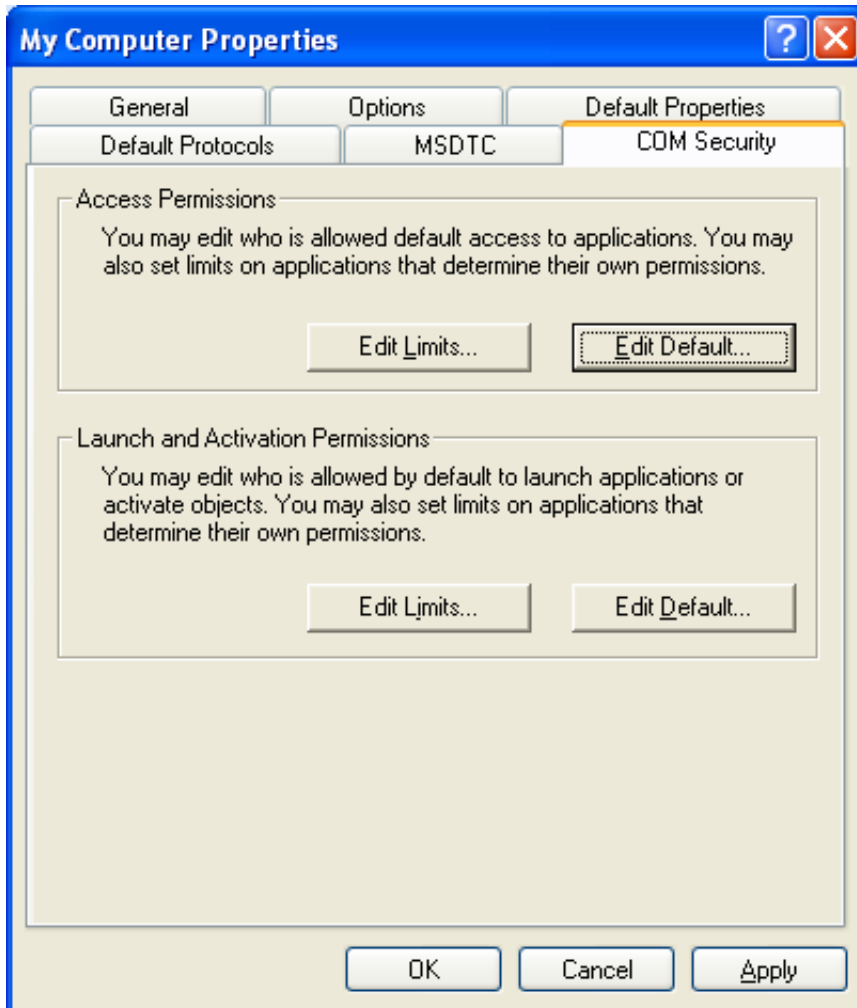 My Computer Properties
General Options Default Properties
Default Protocols MSDTC COM Security
Access Permissions
You may edit who is allowed default access to applications. You may
also set limits on applications that determine their own permissions.
Edit Limits... Edit Default...
Launch and Activation Permissions
You may edit who is allowed by default to launch applications or
activate objects. You may also set limits on applications that
determine their own permissions.
Edit Limits... Edit Default...
OK Cancel Apply